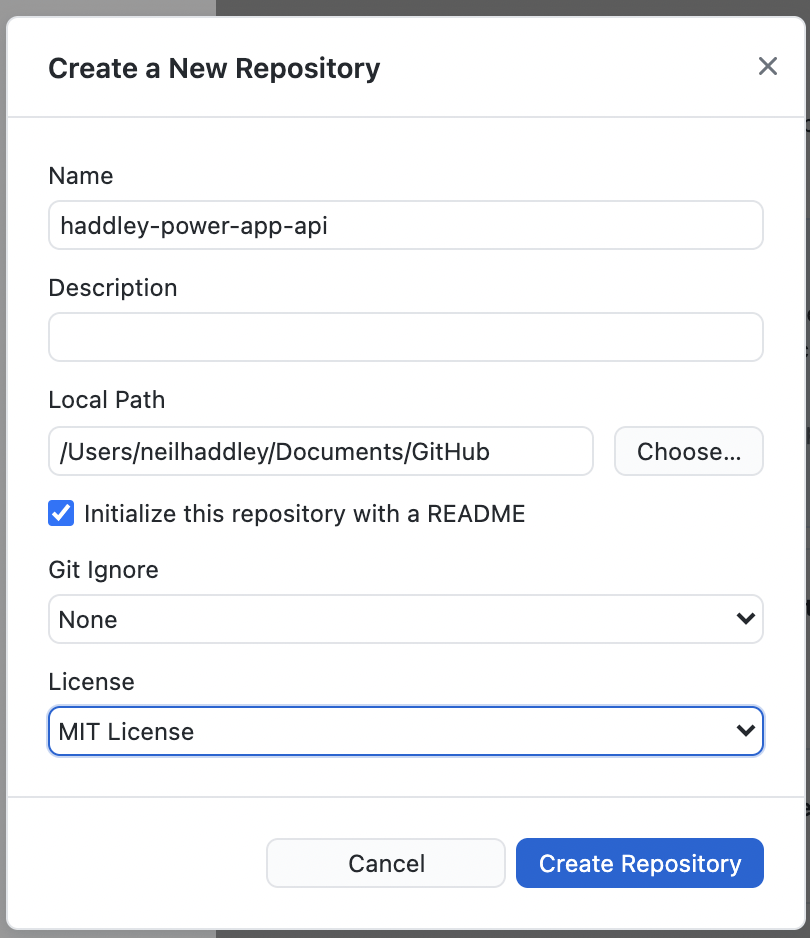 Create a New Repository
Name
haddley-power-app-api
Description
Local Path
/Users/neilhaddley/Documents/GitHub
Choose...
Initialize this repository with a README
Git Ignore
None
License
MIT License
Cancel
Create Repository